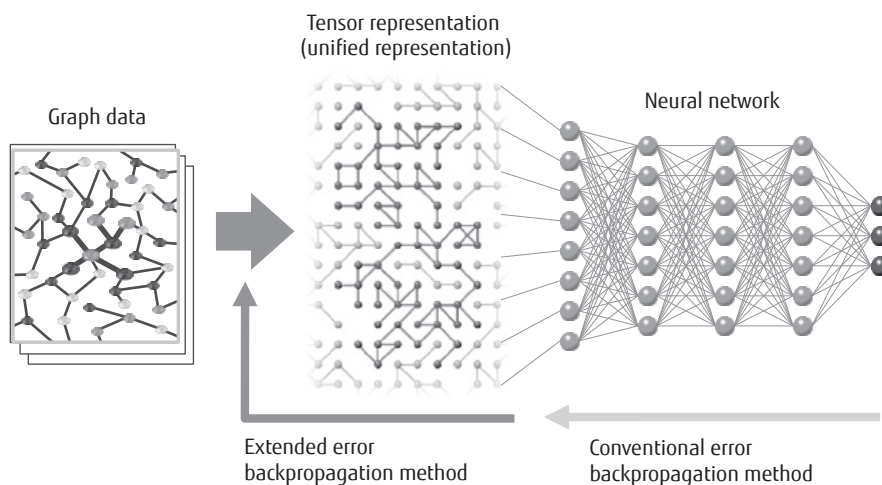 Tensor representation
(unified representation)
Graph data
Neural network
Extended error
backpropagation method
Conventional error
backpropagation method